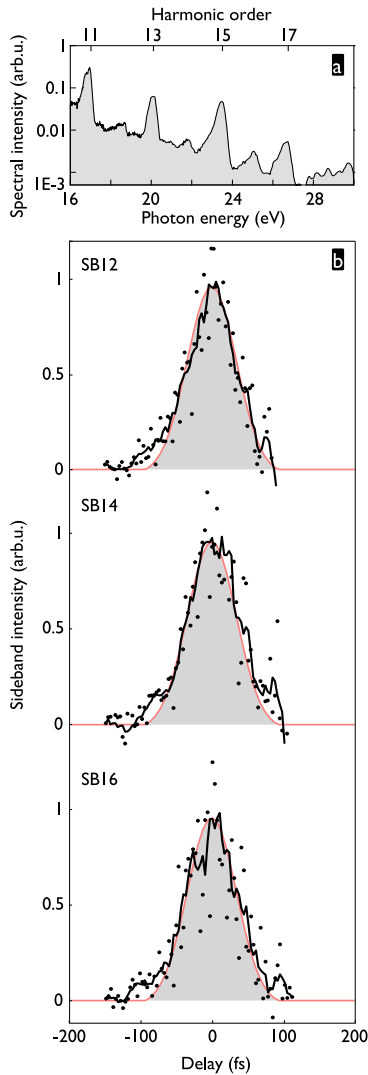 Harmonic order
11 13 15 17
a
Spectral intensity (arb.u.)
1
0.1
0.01
1E-3
16 20 24 28
Photon energy (eV)
b
SB12
1
0.5
0
SB14
1
0.5
0
Sideband intensity (arb.u.)
SB16
1
0.5
0
-200 -100 0 100 200
Delay (fs)